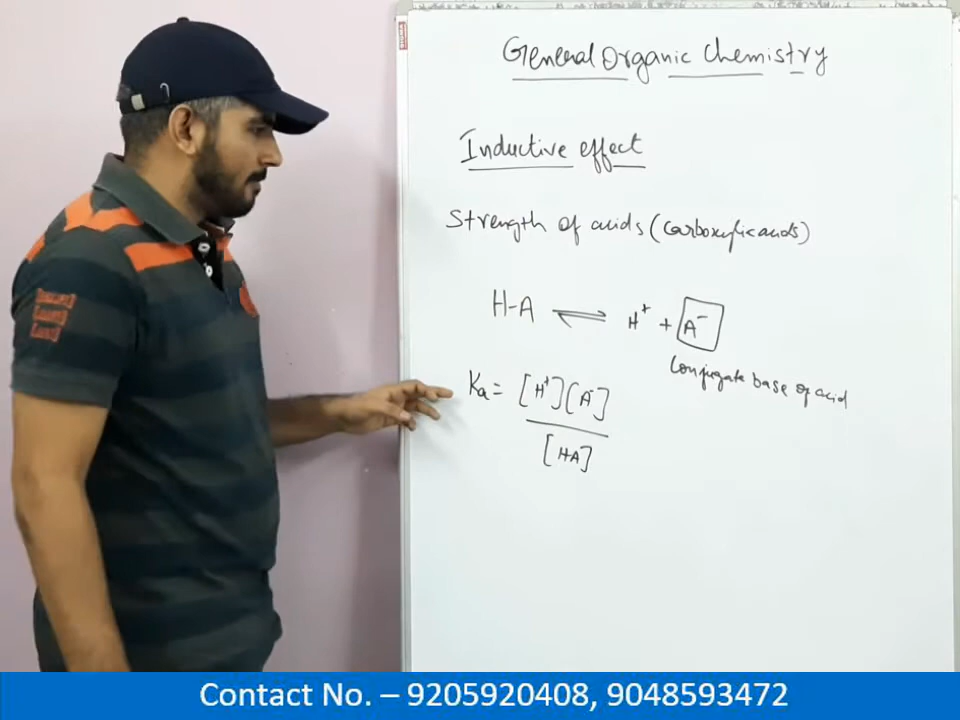 General Organic Chemistry
Inductive effect
Strength of acids (Carboxylic acids)
H-A ⇌ H⁺ + A⁻
Conjugate base of acid
Ka = [H⁺][A⁻]
[HA]
Contact No. – 9205920408, 9048593472